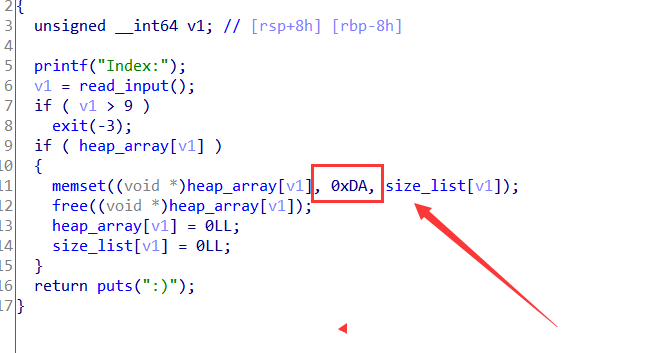 2 {
3 unsigned __int64 v1; // [rsp+8h] [rbp-8h]
4
5 printf("Index:");
6 v1 = read_input();
7 if ( v1 > 9 )
8 exit(-3);
9 if ( heap_array[v1] )
10 {
11 memset((void *)heap_array[v1], 0xDA, size_list[v1]);
12 free((void *)heap_array[v1]);
13 heap_array[v1] = 0LL;
14 size_list[v1] = 0LL;
15 }
16 return puts(":)");
17 }